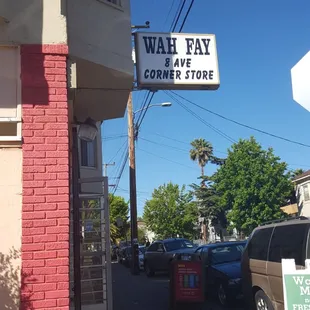 WAH FAY
8 AVE
CORNER STORE